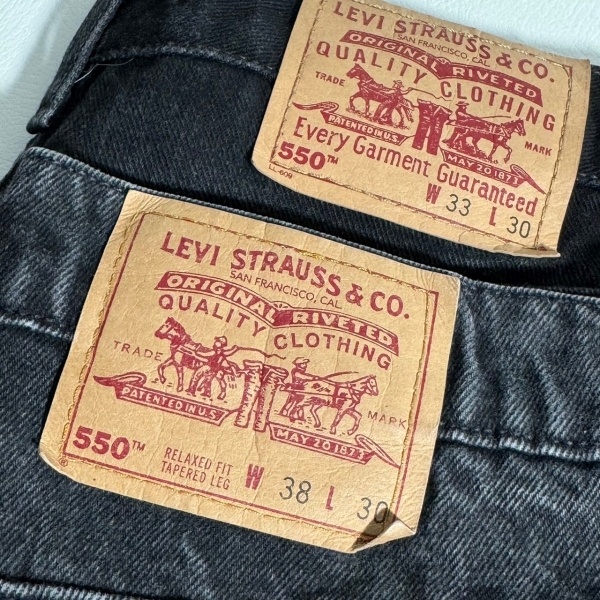 LEVI STRAUSS & CO.
SAN FRANCISCO, CAL.
ORIGINAL RIVETED
QUALITY CLOTHING
TRADE MARK
PATENTED IN U.S. MAY 20 1873
Every Garment Guaranteed
550™
LL-609
W 33 L 30
LEVI STRAUSS & CO.
SAN FRANCISCO, CAL.
ORIGINAL RIVETED
QUALITY CLOTHING
TRADE MARK
PATENTED IN U.S. MAY 20 1873
550™
RELAXED FIT
TAPERED LEG
W 38 L 30
®